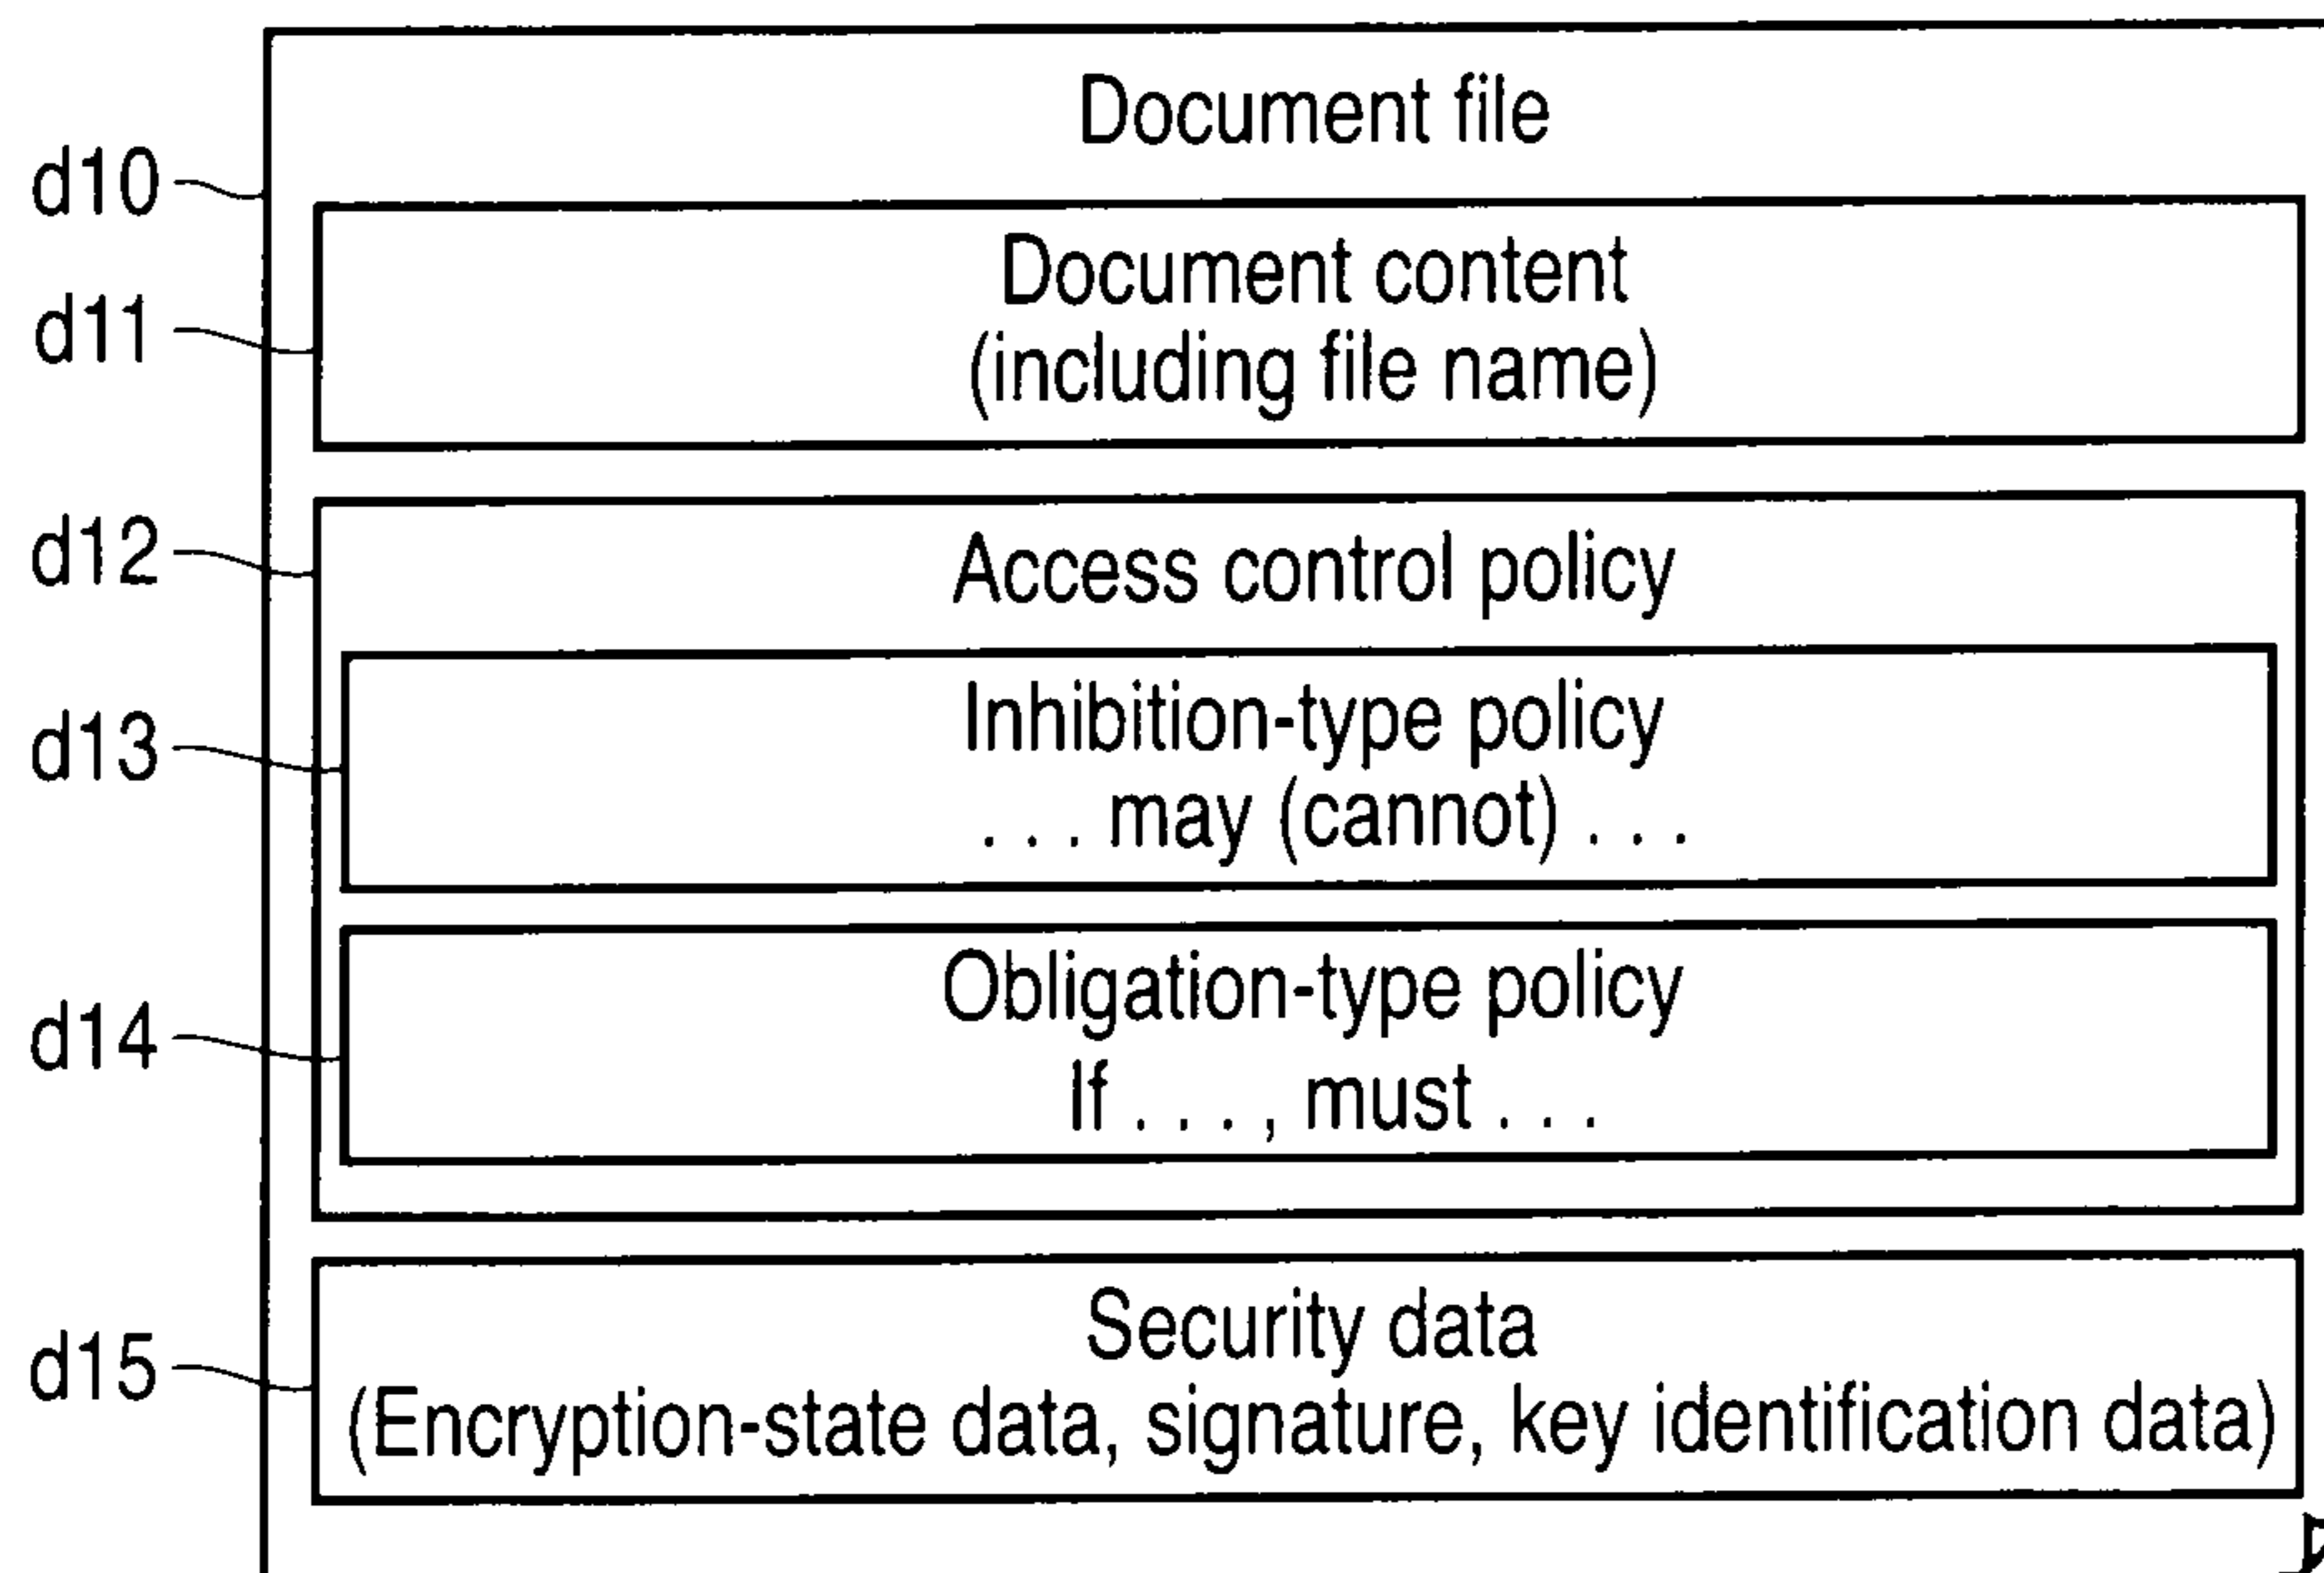 Document file
d10
Document content
(including file name)
d11
d12
Access control policy
Inhibition-type policy
d13
. . . may (cannot) . . .
Obligation-type policy
d14
If . . . , must . . .
Security data
d15
(Encryption-state data, signature, key identification data)